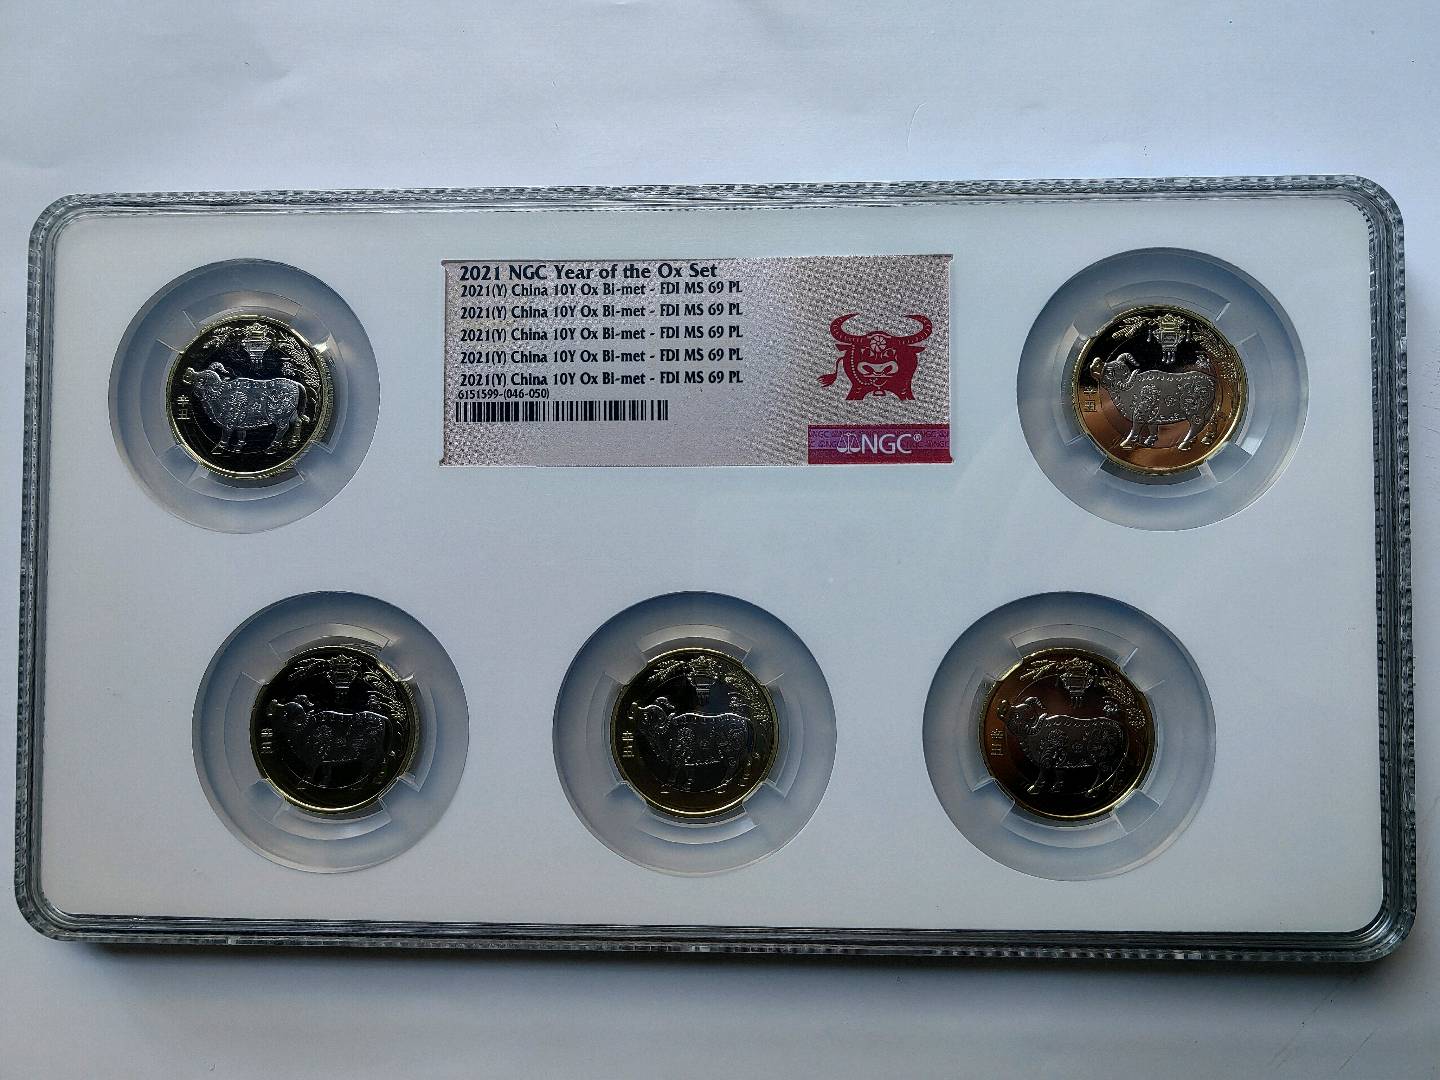 2021 NGC Year of the Ox Set
2021(Y) China 10Y Ox Bi-met - FDI MS 69 PL
2021(Y) China 10Y Ox Bi-met - FDI MS 69 PL
2021(Y) China 10Y Ox Bi-met - FDI MS 69 PL
2021(Y) China 10Y Ox Bi-met - FDI MS 69 PL
2021(Y) China 10Y Ox Bi-met - FDI MS 69 PL
6151599-(046-050)
NGC®